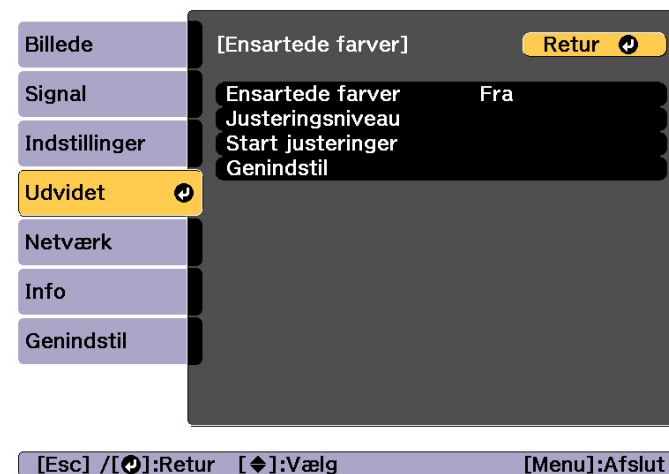 Billede
Signal
Indstillinger
Udvidet
Netværk
Info
Genindstil
[Ensartede farver]
Retur
Ensartede farver Fra
Justeringsniveau
Start justeringer
Genindstil
[Esc] /[⏎]:Retur [◆]:Vælg [Menu]:Afslut